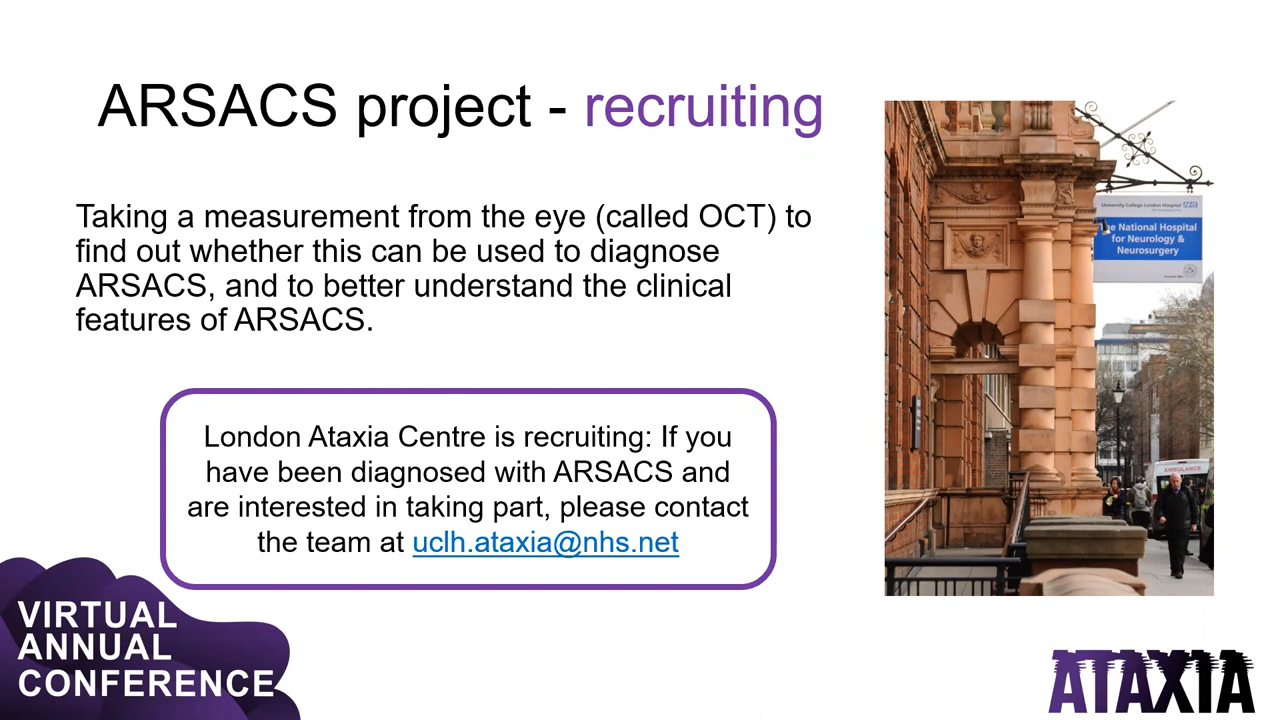 ARSACS project - recruiting
Taking a measurement from the eye (called OCT) to
find out whether this can be used to diagnose
ARSACS, and to better understand the clinical
features of ARSACS.
London Ataxia Centre is recruiting: If you
have been diagnosed with ARSACS and
are interested in taking part, please contact
the team at uclh.ataxia@nhs.net
University College London Hospital NHS
The National Hospital
for Neurology &
Neurosurgery
AMBULANCE
VIRTUAL
ANNUAL
CONFERENCE
ATAXIA